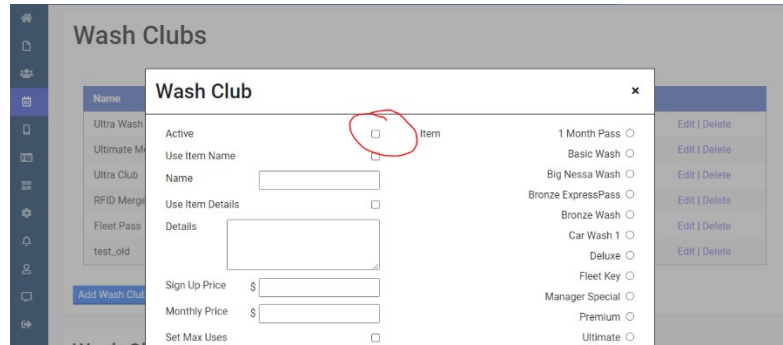 Wash Clubs
Name
Ultra Wash
Ultimate
Ultra Club
RFID Merge
Fleet Pass
test_old
Edit | Delete
Edit | Delete
Edit | Delete
Edit | Delete
Edit | Delete
Edit | Delete
Add Wash Club
Wash Club
×
Active
Use Item Name
Name
Use Item Details
Details
Sign Up Price $
Monthly Price $
Set Max Uses
Item
1 Month Pass
Basic Wash
Big Nessa Wash
Bronze ExpressPass
Bronze Wash
Car Wash 1
Deluxe
Fleet Key
Manager Special
Premium
Ultimate